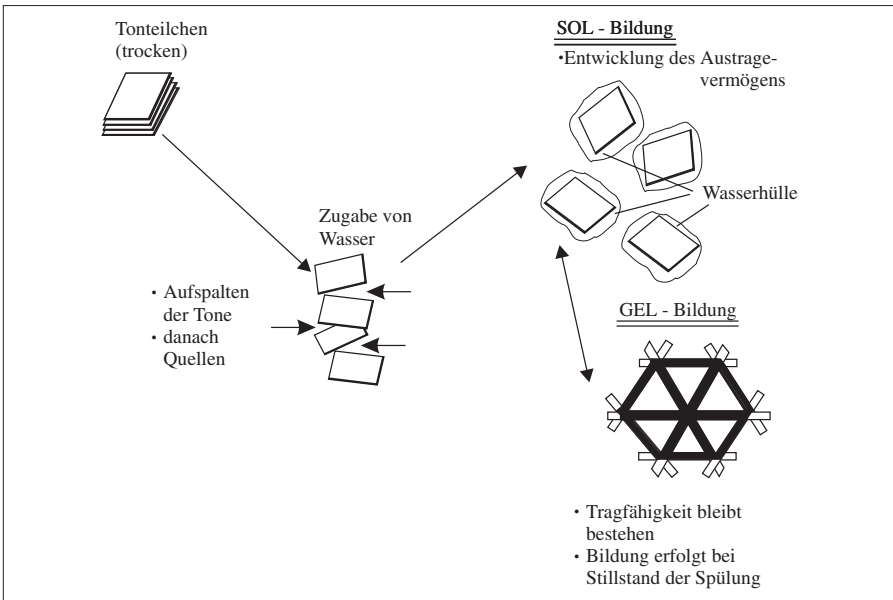 Tonteilchen
(trocken)
SOL - Bildung
·Entwicklung des Austrage-
vermögens
Wasserhülle
Zugabe von
Wasser
· Aufspalten
der Tone
· danach
Quellen
GEL - Bildung
· Tragfähigkeit bleibt
bestehen
· Bildung erfolgt bei
Stillstand der Spülung